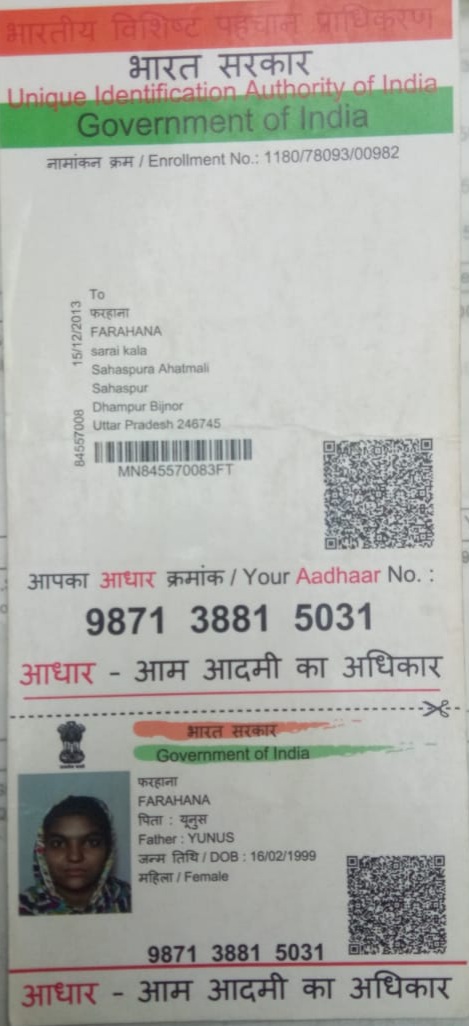 भारतीय विशिष्ट पहचान प्राधिकरण
भारत सरकार
Unique Identification Authority of India
Government of India
नामांकन क्रम / Enrollment No.: 1180/78093/00982
To
फरहाना
FARAHANA
sarai kala
Sahaspura Ahatmali
Sahaspur
Dhampur Bijnor
Uttar Pradesh 246745
15/12/2013
84557008
MN845570083FT
आपका आधार क्रमांक / Your Aadhaar No. :
9871 3881 5031
आधार - आम आदमी का अधिकार
भारत सरकार
Government of India
फरहाना
FARAHANA
पिता : यूनुस
Father : YUNUS
जन्म तिथि / DOB : 16/02/1999
महिला / Female
9871 3881 5031
आधार - आम आदमी का अधिकार